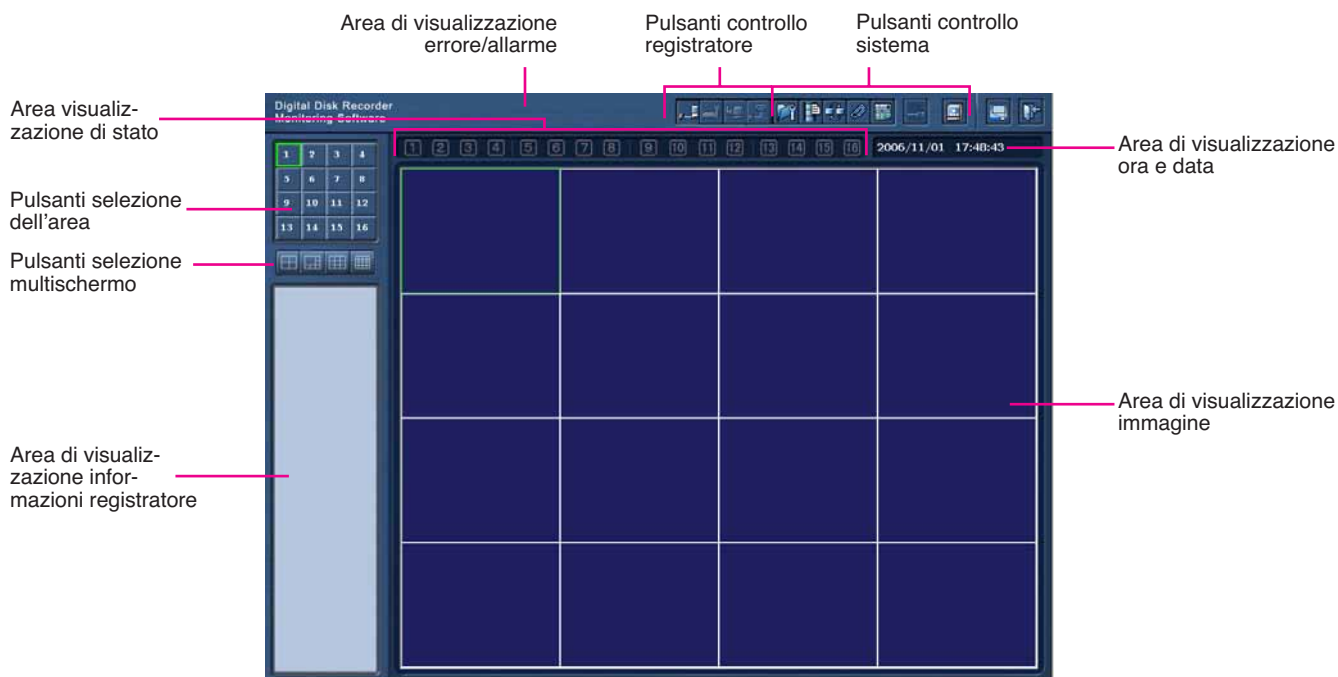 Area di visualizzazione
errore/allarme
Pulsanti controllo
registratore
Pulsanti controllo
sistema
Area visualiz-
zazione di stato
Digital Disk Recorder
Monitoring Software
1 2 3 4 5 6 7 8 9 10 11 12 13 14 15 16
2006/11/01 17:48:43
Area di visualizzazione
ora e data
1 2 3 4
5 6 7 8
9 10 11 12
13 14 15 16
Pulsanti selezione
dell'area
Pulsanti selezione
multischermo
Area di visualizzazione
immagine
Area di visualiz-
zazione infor-
mazioni registratore